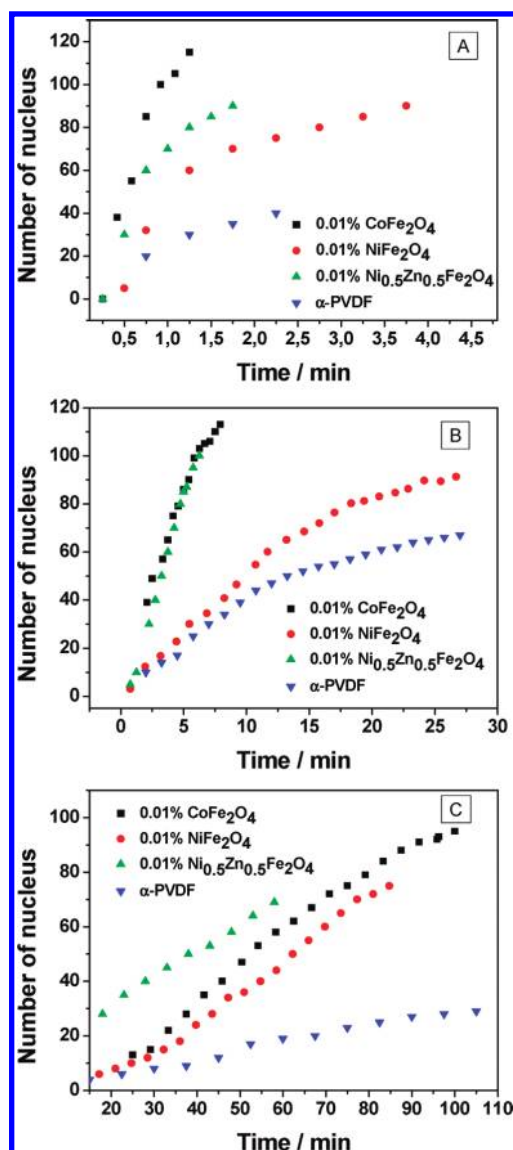 A
Number of nucleus
120
100
80
60
40
20
0
0.01% CoFe2O4
0.01% NiFe2O4
0.01% Ni0.5Zn0.5Fe2O4
α-PVDF
0,5 1,0 1,5 2,0 2,5 3,0 3,5 4,0 4,5
Time / min
B
Number of nucleus
120
100
80
60
40
20
0
0.01% CoFe2O4
0.01% NiFe2O4
0.01% Ni0.5Zn0.5Fe2O4
α-PVDF
0 5 10 15 20 25 30
Time / min
C
Number of nucleus
100
80
60
40
20
0
0.01% CoFe2O4
0.01% NiFe2O4
0.01% Ni0.5Zn0.5Fe2O4
α-PVDF
20 30 40 50 60 70 80 90 100 110
Time / min